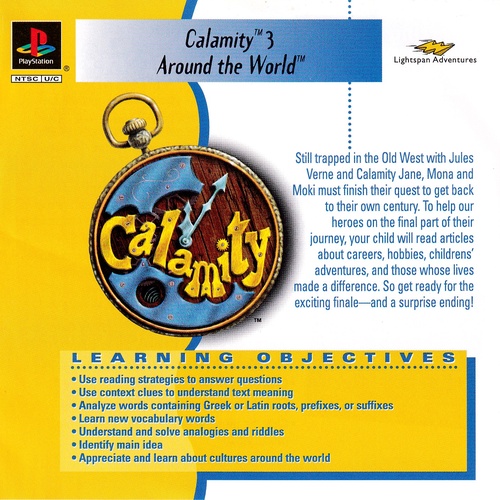 Calamity™ 3
Around the World™
PlayStation®
NTSC U/C
Lightspan Adventures™
Still trapped in the Old West with Jules
Verne and Calamity Jane, Mona and
Moki must finish their quest to get back
to their own century. To help our
heroes on the final part of their
journey, your child will read articles
about careers, hobbies, childrens'
adventures, and those whose lives
made a difference. So get ready for the
exciting finale—and a surprise ending!
Calamity
™
LEARNING OBJECTIVES
• Use reading strategies to answer questions
• Use context clues to understand text meaning
• Analyze words containing Greek or Latin roots, prefixes, or suffixes
• Learn new vocabulary words
• Understand and solve analogies and riddles
• Identify main idea
• Appreciate and learn about cultures around the world